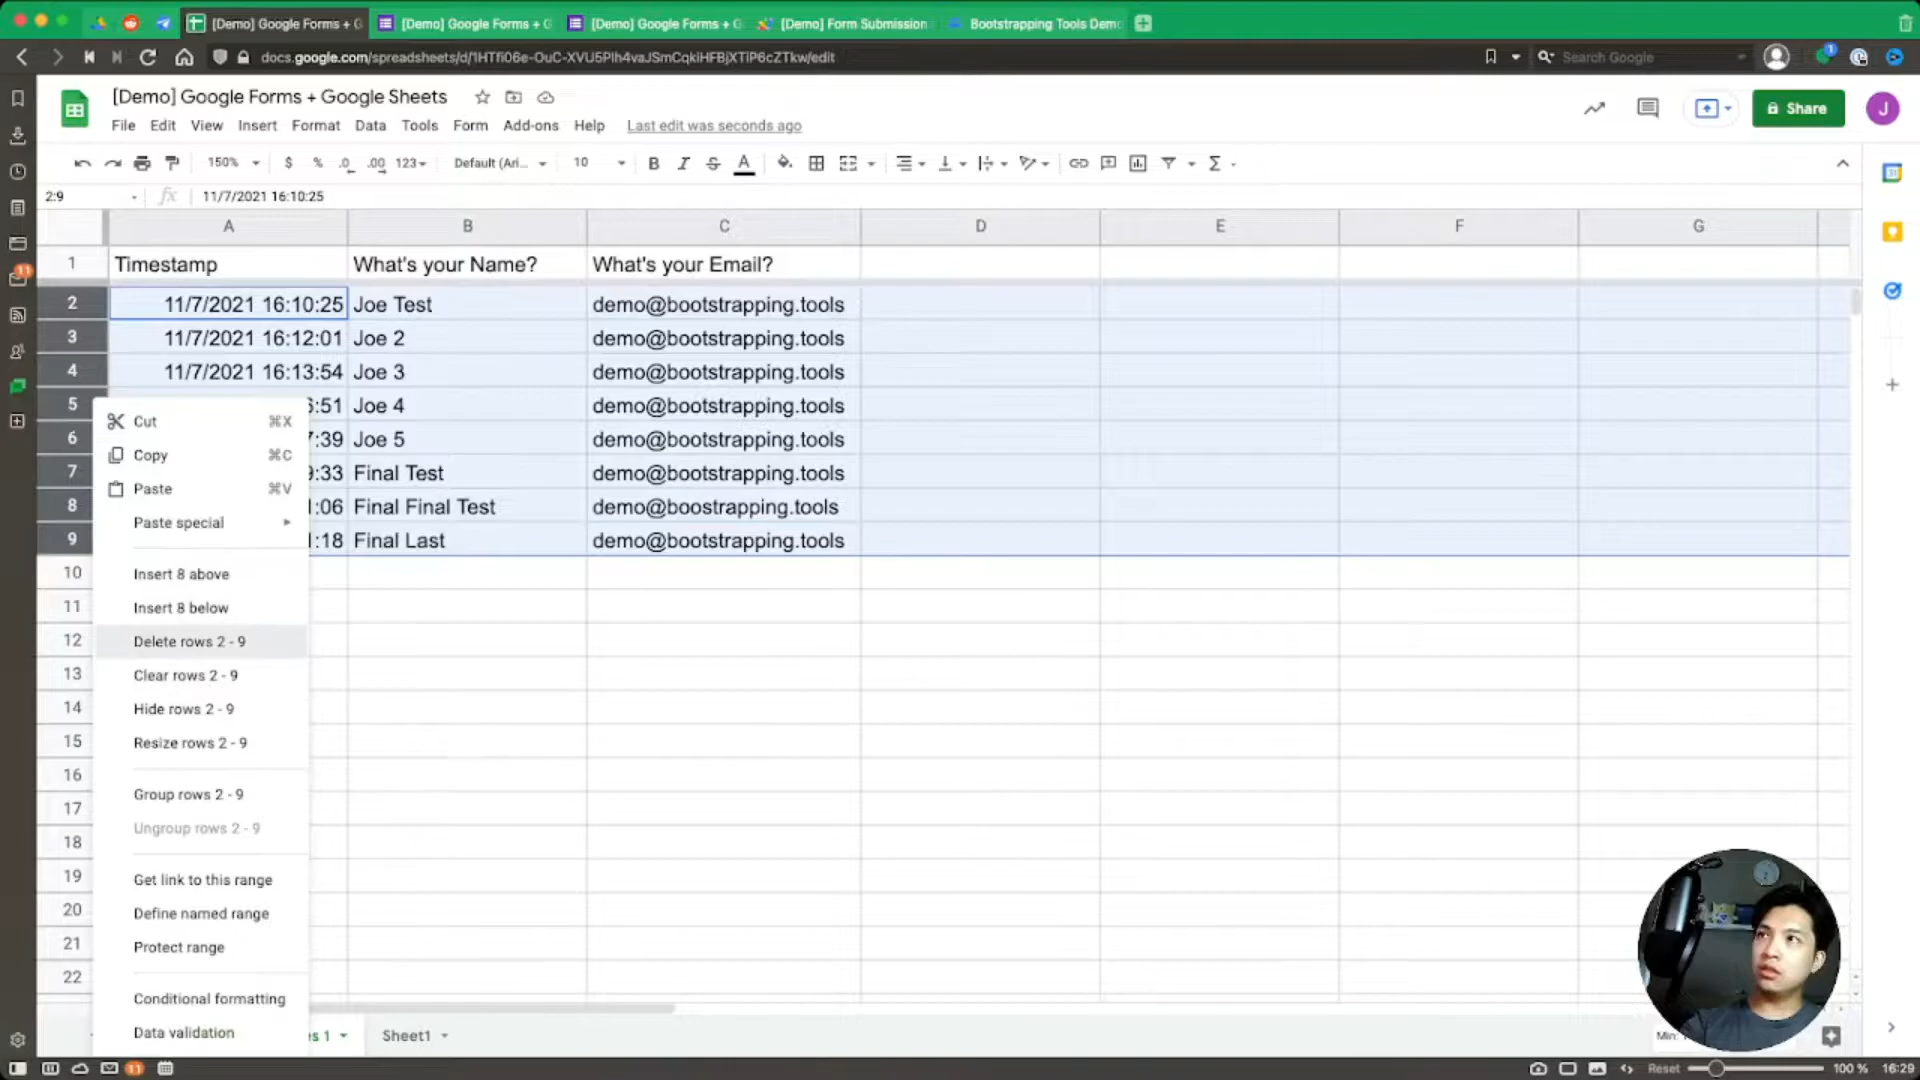 [Demo] Google Forms + G
[Demo] Google Forms + G
[Demo] Google Forms + G
[Demo] Form Submission
Bootstrapping Tools Demo
docs.google.com/spreadsheets/d/1HTfi06e-OuC-XVU5Plh4vaJSmCqkiHFBjXTiP6cZTkw/edit
Search Google
1
[Demo] Google Forms + Google Sheets
File Edit View Insert Format Data Tools Form Add-ons Help Last edit was seconds ago
Share
J
150% $ % .0 .00 123 Default (Ari... 10 B I S A
2:9 fx 11/7/2021 16:10:25
A B C D E F G
1 Timestamp What's your Name? What's your Email?
2 11/7/2021 16:10:25 Joe Test demo@bootstrapping.tools
3 11/7/2021 16:12:01 Joe 2 demo@bootstrapping.tools
4 11/7/2021 16:13:54 Joe 3 demo@bootstrapping.tools
5 6:51 Joe 4 demo@bootstrapping.tools
6 7:39 Joe 5 demo@bootstrapping.tools
7 9:33 Final Test demo@bootstrapping.tools
8 1:06 Final Final Test demo@boostrapping.tools
9 1:18 Final Last demo@bootstrapping.tools
10
11
12
13
14
15
16
17
18
19
20
21
22
Cut ⌘X
Copy ⌘C
Paste ⌘V
Paste special
Insert 8 above
Insert 8 below
Delete rows 2 - 9
Clear rows 2 - 9
Hide rows 2 - 9
Resize rows 2 - 9
Group rows 2 - 9
Ungroup rows 2 - 9
Get link to this range
Define named range
Protect range
Conditional formatting
Data validation
11
31
es 1 Sheet1
Min:
11
Reset 100 % 16:29